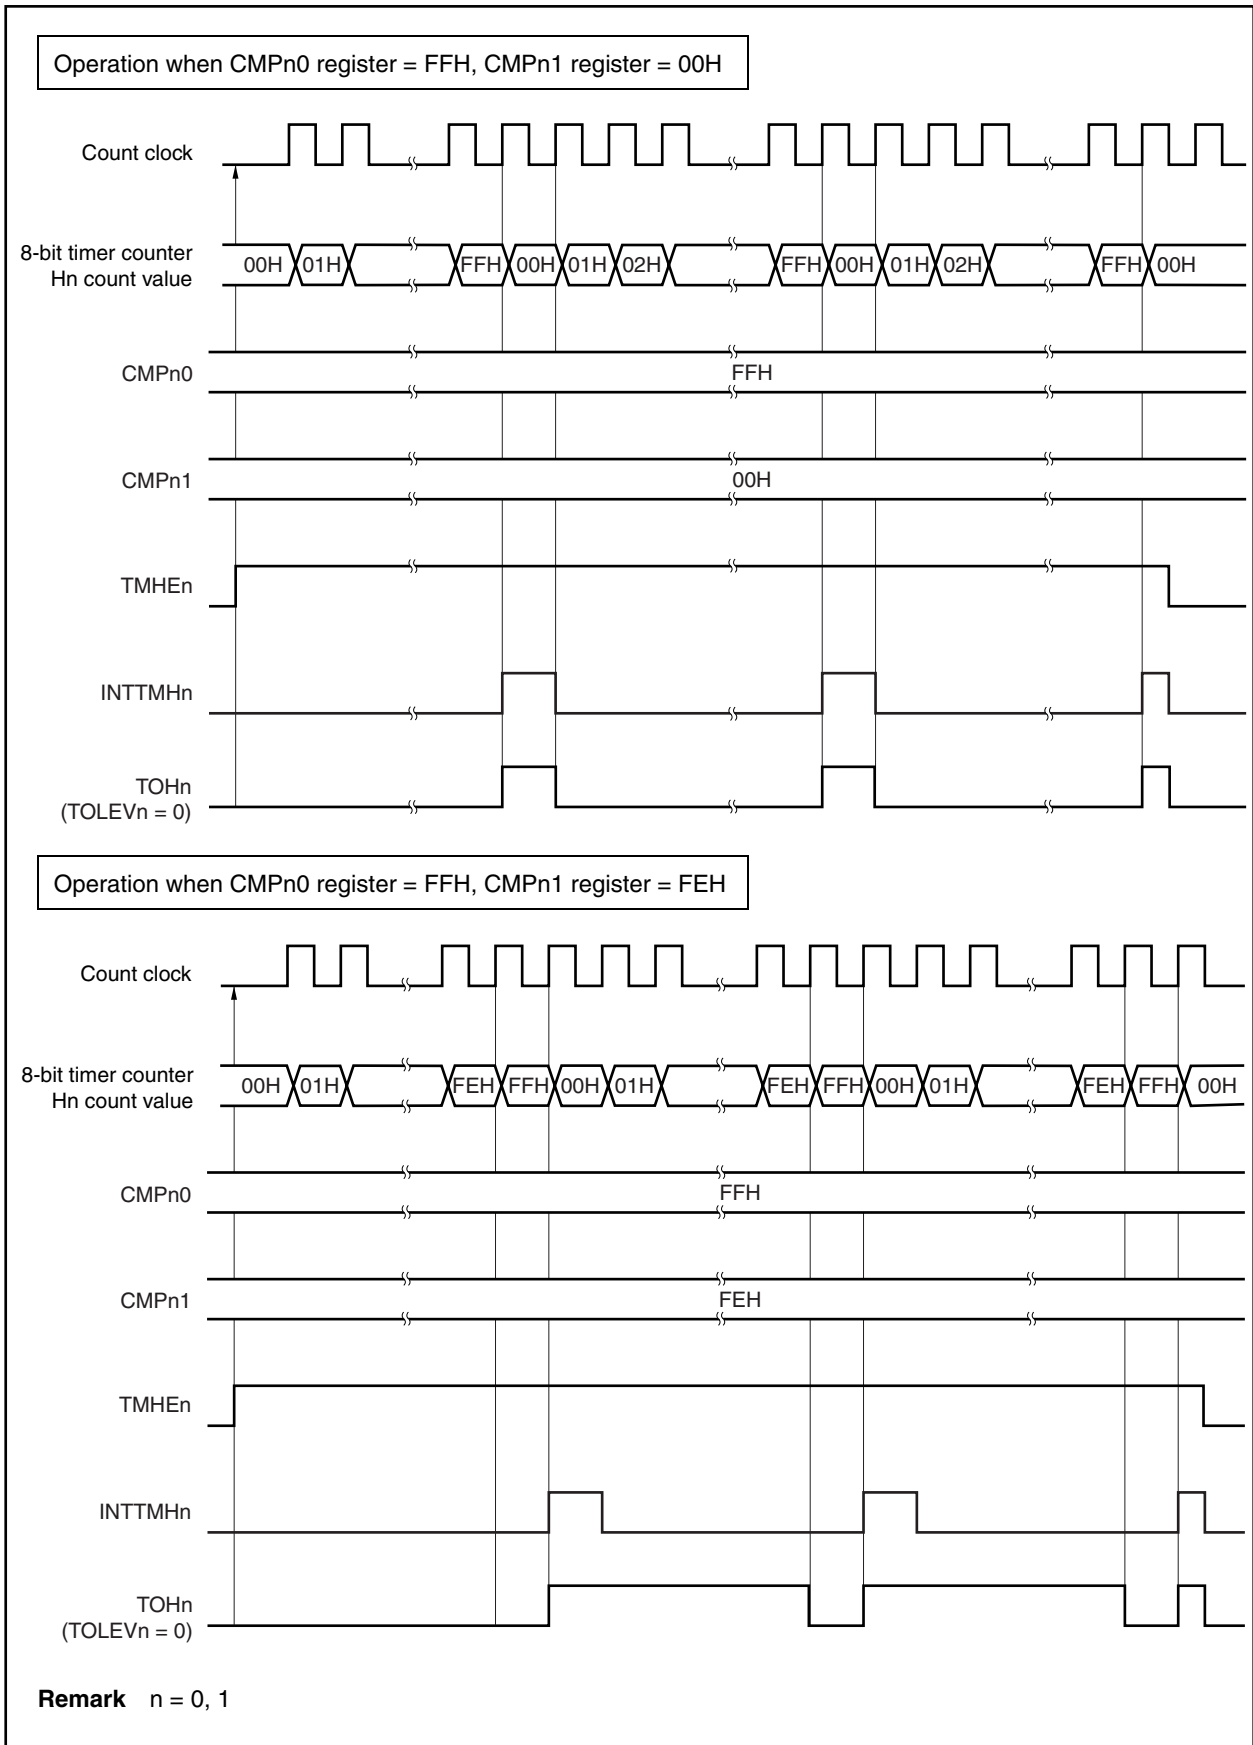 Operation when CMPn0 register = FFH, CMPn1 register = 00H
Count clock
8-bit timer counter
Hn count value
00H 01H FFH 00H 01H 02H FFH 00H 01H 02H FFH 00H
CMPn0
FFH
CMPn1
00H
TMHEn
INTTMHn
TOHn
(TOLEVn = 0)
Operation when CMPn0 register = FFH, CMPn1 register = FEH
Count clock
8-bit timer counter
Hn count value
00H 01H FEH FFH 00H 01H FEH FFH 00H 01H FEH FFH 00H
CMPn0
FFH
CMPn1
FEH
TMHEn
INTTMHn
TOHn
(TOLEVn = 0)
Remark n = 0, 1